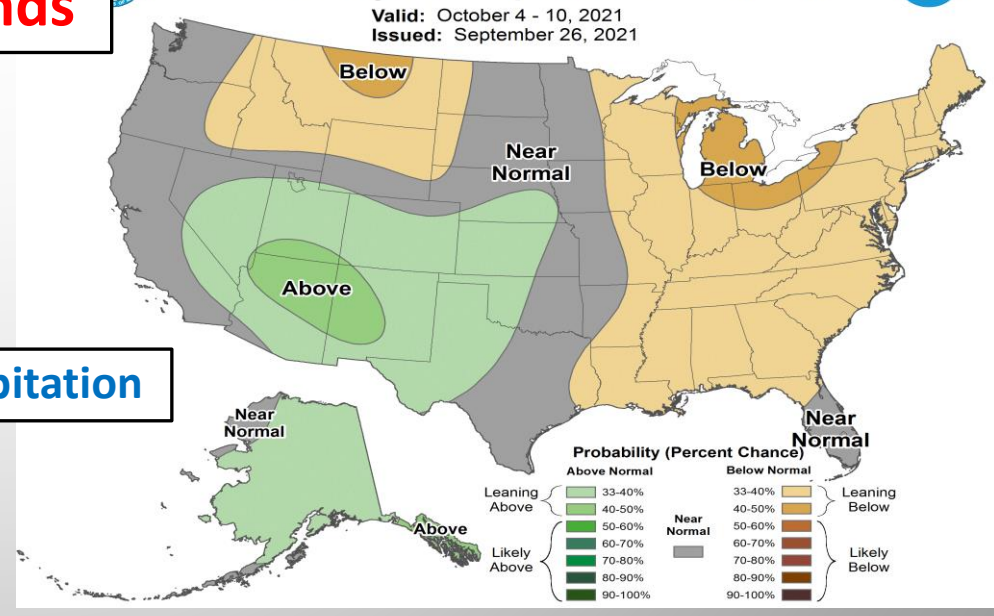 nds
Valid: October 4 - 10, 2021
Issued: September 26, 2021
Below
Near
Normal
Below
Above
pitation
Near
Normal
Above
Near
Normal
Probability (Percent Chance)
Above Normal
Below Normal
Leaning
Above
33-40%
40-50%
Likely
Above
50-60%
60-70%
70-80%
80-90%
90-100%
Near
Normal
33-40%
40-50%
Leaning
Below
50-60%
60-70%
70-80%
80-90%
90-100%
Likely
Below